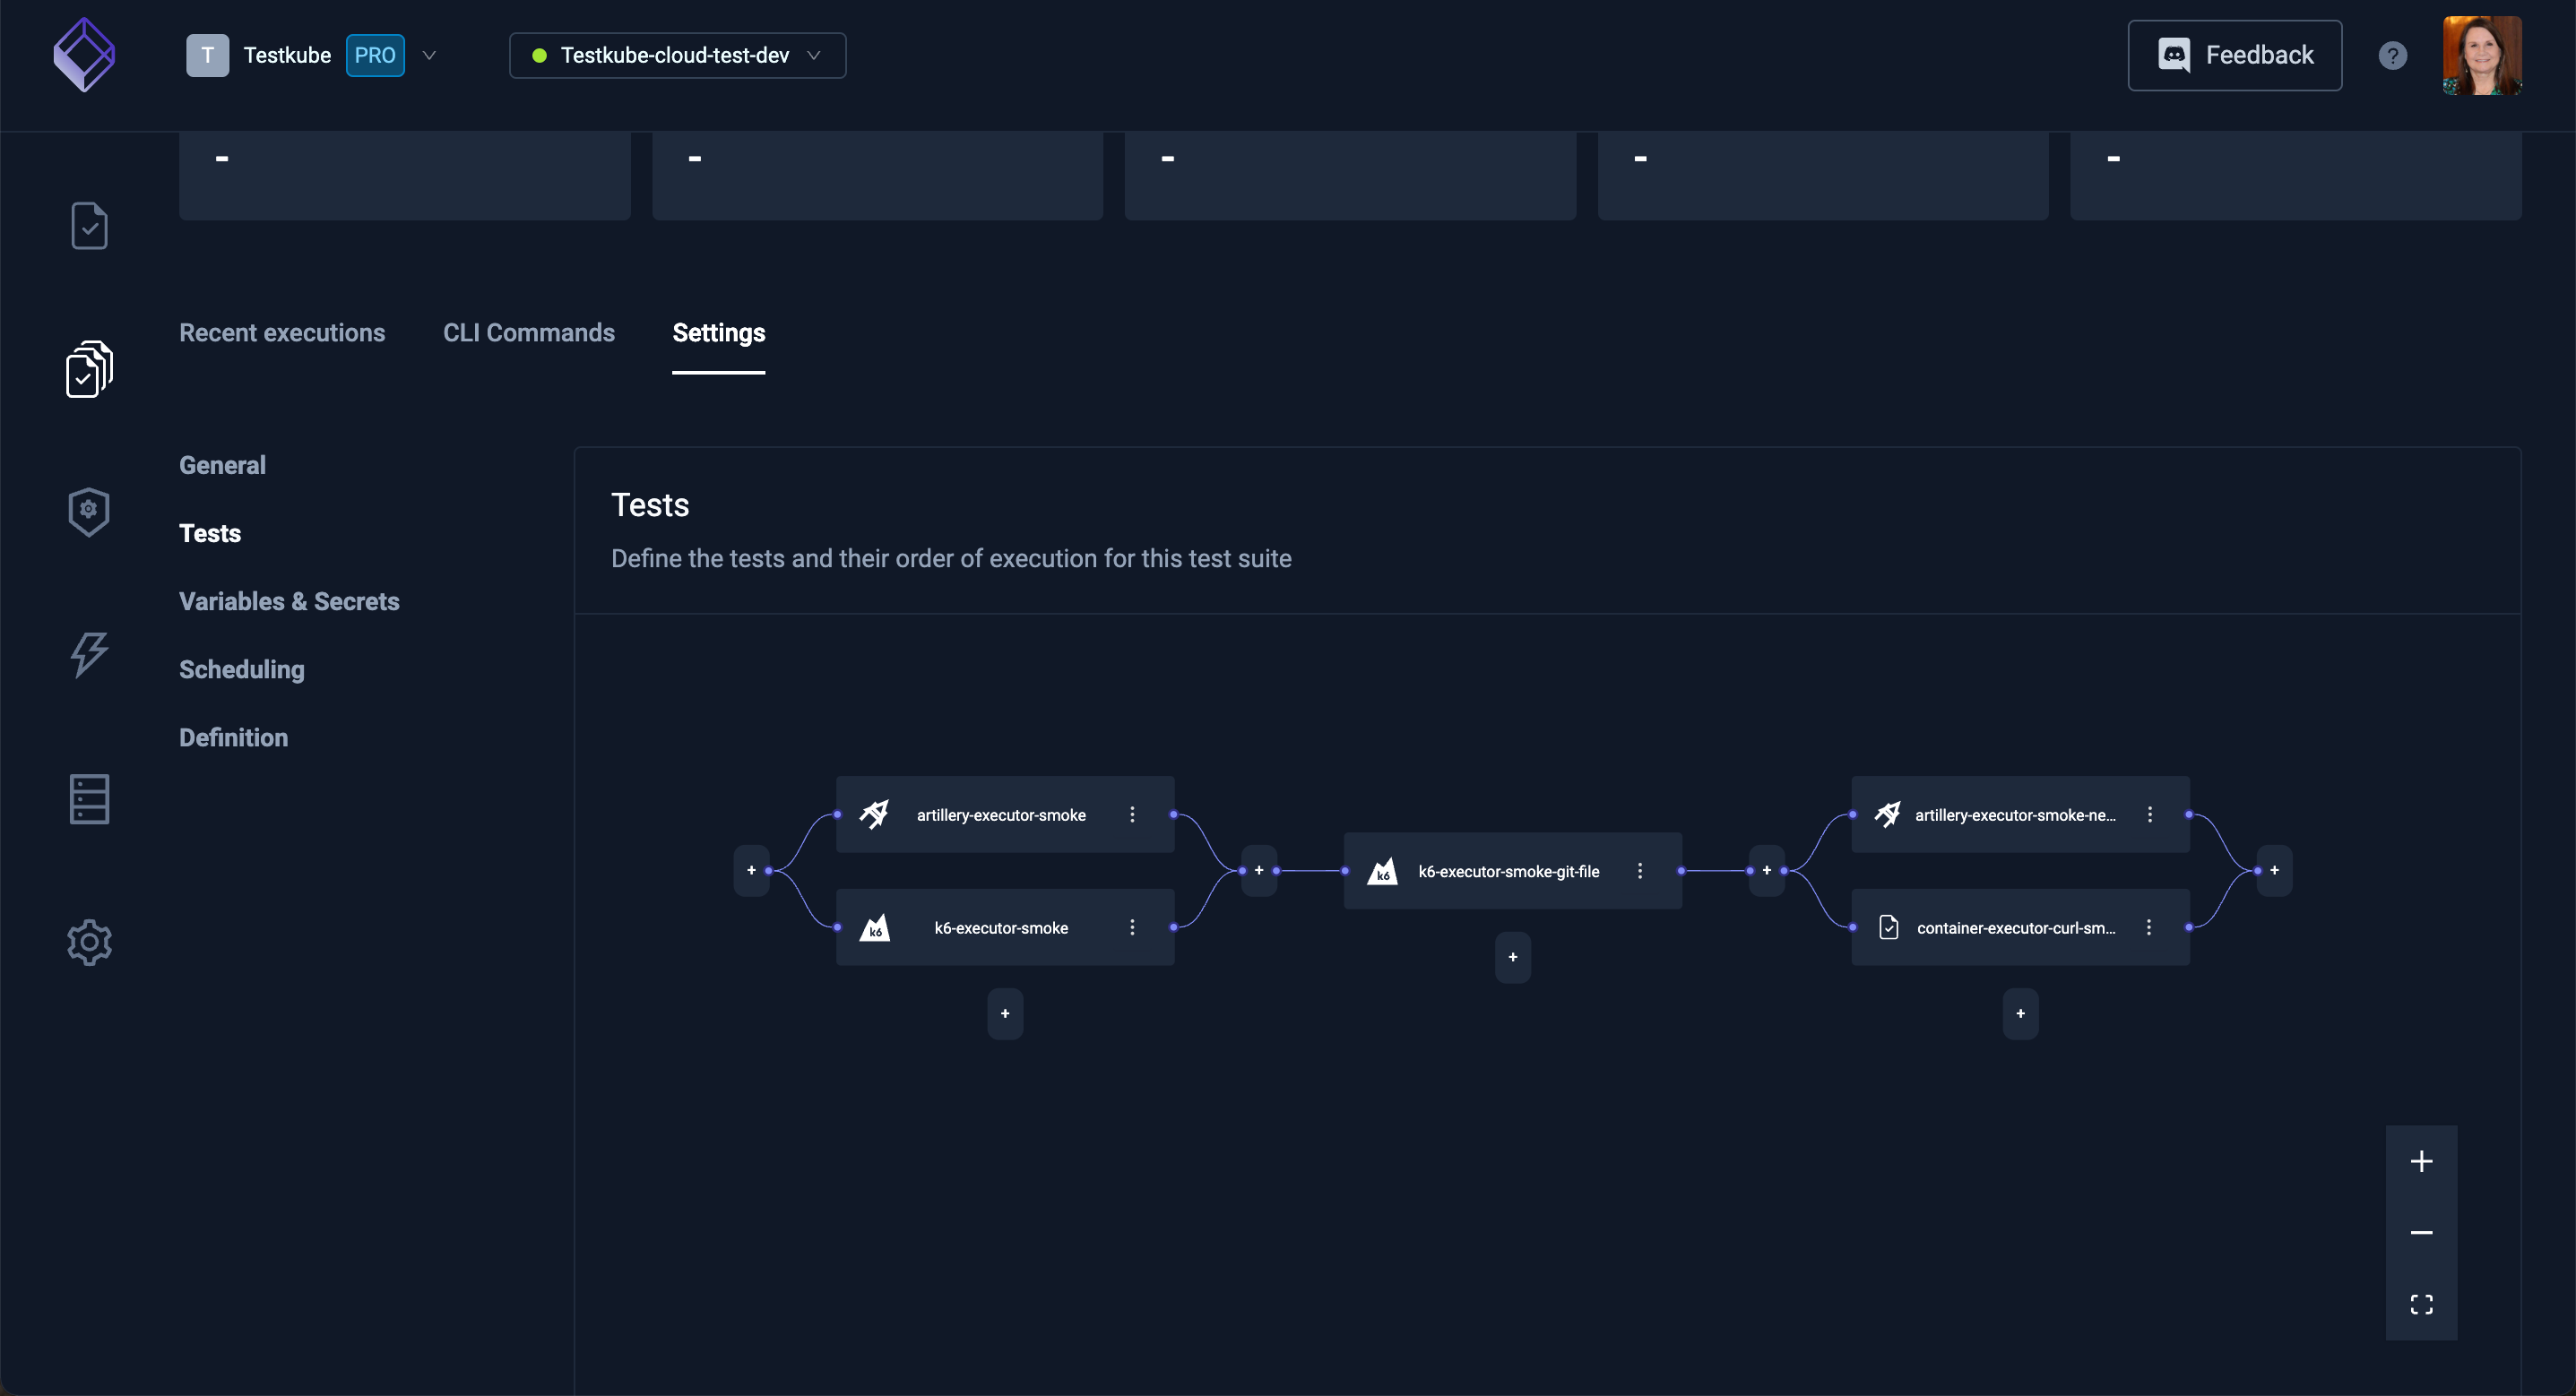 T Testkube PRO
Testkube-cloud-test-dev
Feedback
?
- - - - -
Recent executions
CLI Commands
Settings
General
Tests
Variables & Secrets
Scheduling
Definition
Tests
Define the tests and their order of execution for this test suite
artillery-executor-smoke
k6
k6-executor-smoke
k6
k6-executor-smoke-git-file
artillery-executor-smoke-ne...
container-executor-curl-sm...